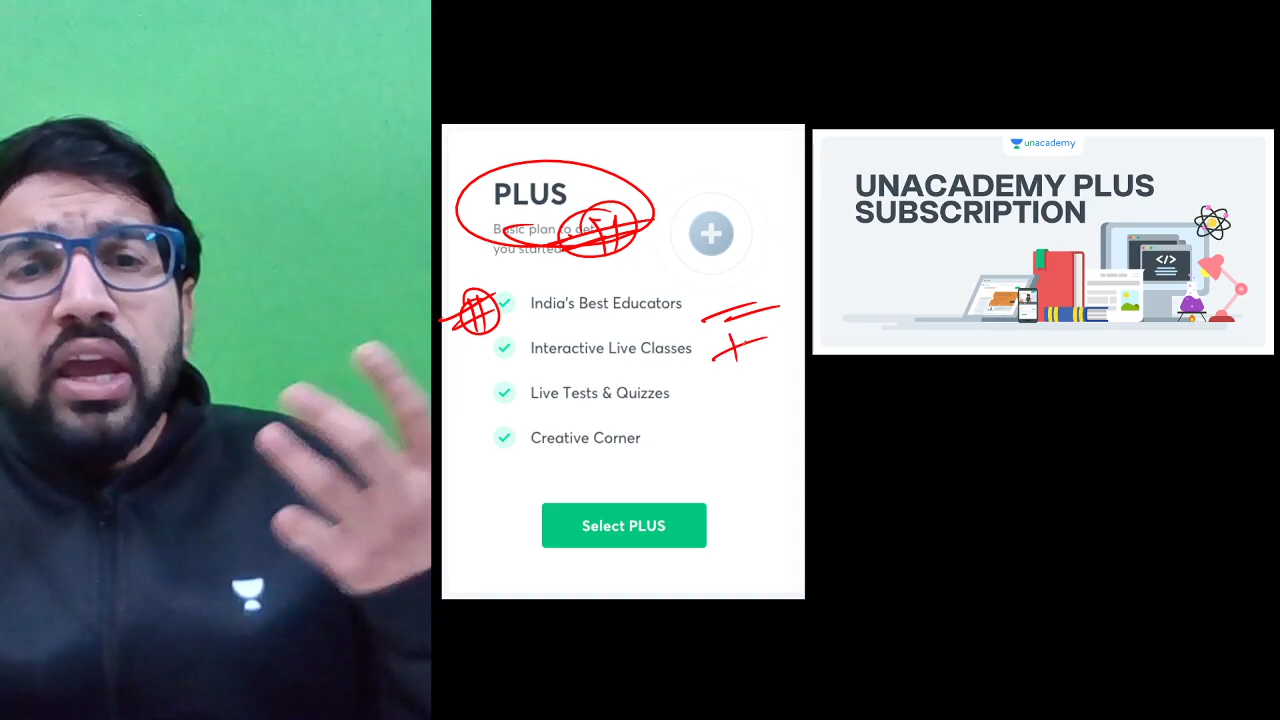 PLUS
Basic plan to get
you started
India's Best Educators
Interactive Live Classes
Live Tests & Quizzes
Creative Corner
Select PLUS
unacademy
UNACADEMY PLUS
SUBSCRIPTION
</>